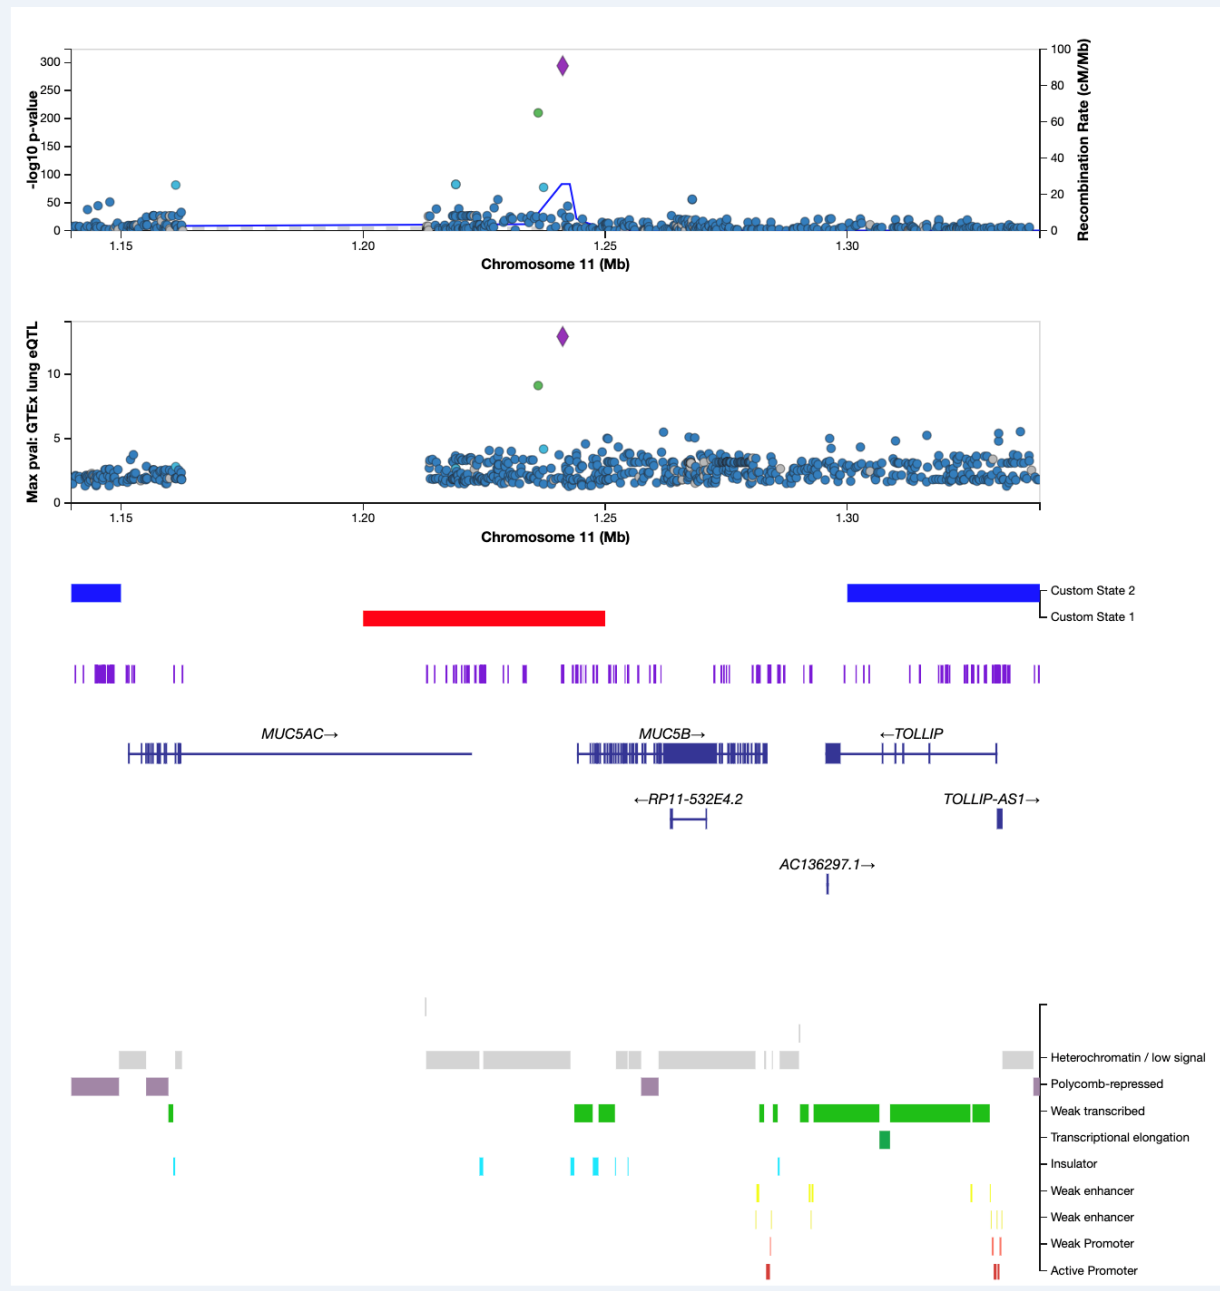 300
250
200
150
100
50
0
-log10 p-value
100
80
60
40
20
0
Recombination Rate (cM/Mb)
1.15 1.20 1.25 1.30
Chromosome 11 (Mb)
10
5
0
Max pval: GTEx lung eQTL
1.15 1.20 1.25 1.30
Chromosome 11 (Mb)
Custom State 2
Custom State 1
MUC5AC→ MUC5B→ ←TOLLIP
←RP11-532E4.2 TOLLIP-AS1→
AC136297.1→
Heterochromatin / low signal
Polycomb-repressed
Weak transcribed
Transcriptional elongation
Insulator
Weak enhancer
Weak enhancer
Weak Promoter
Active Promoter